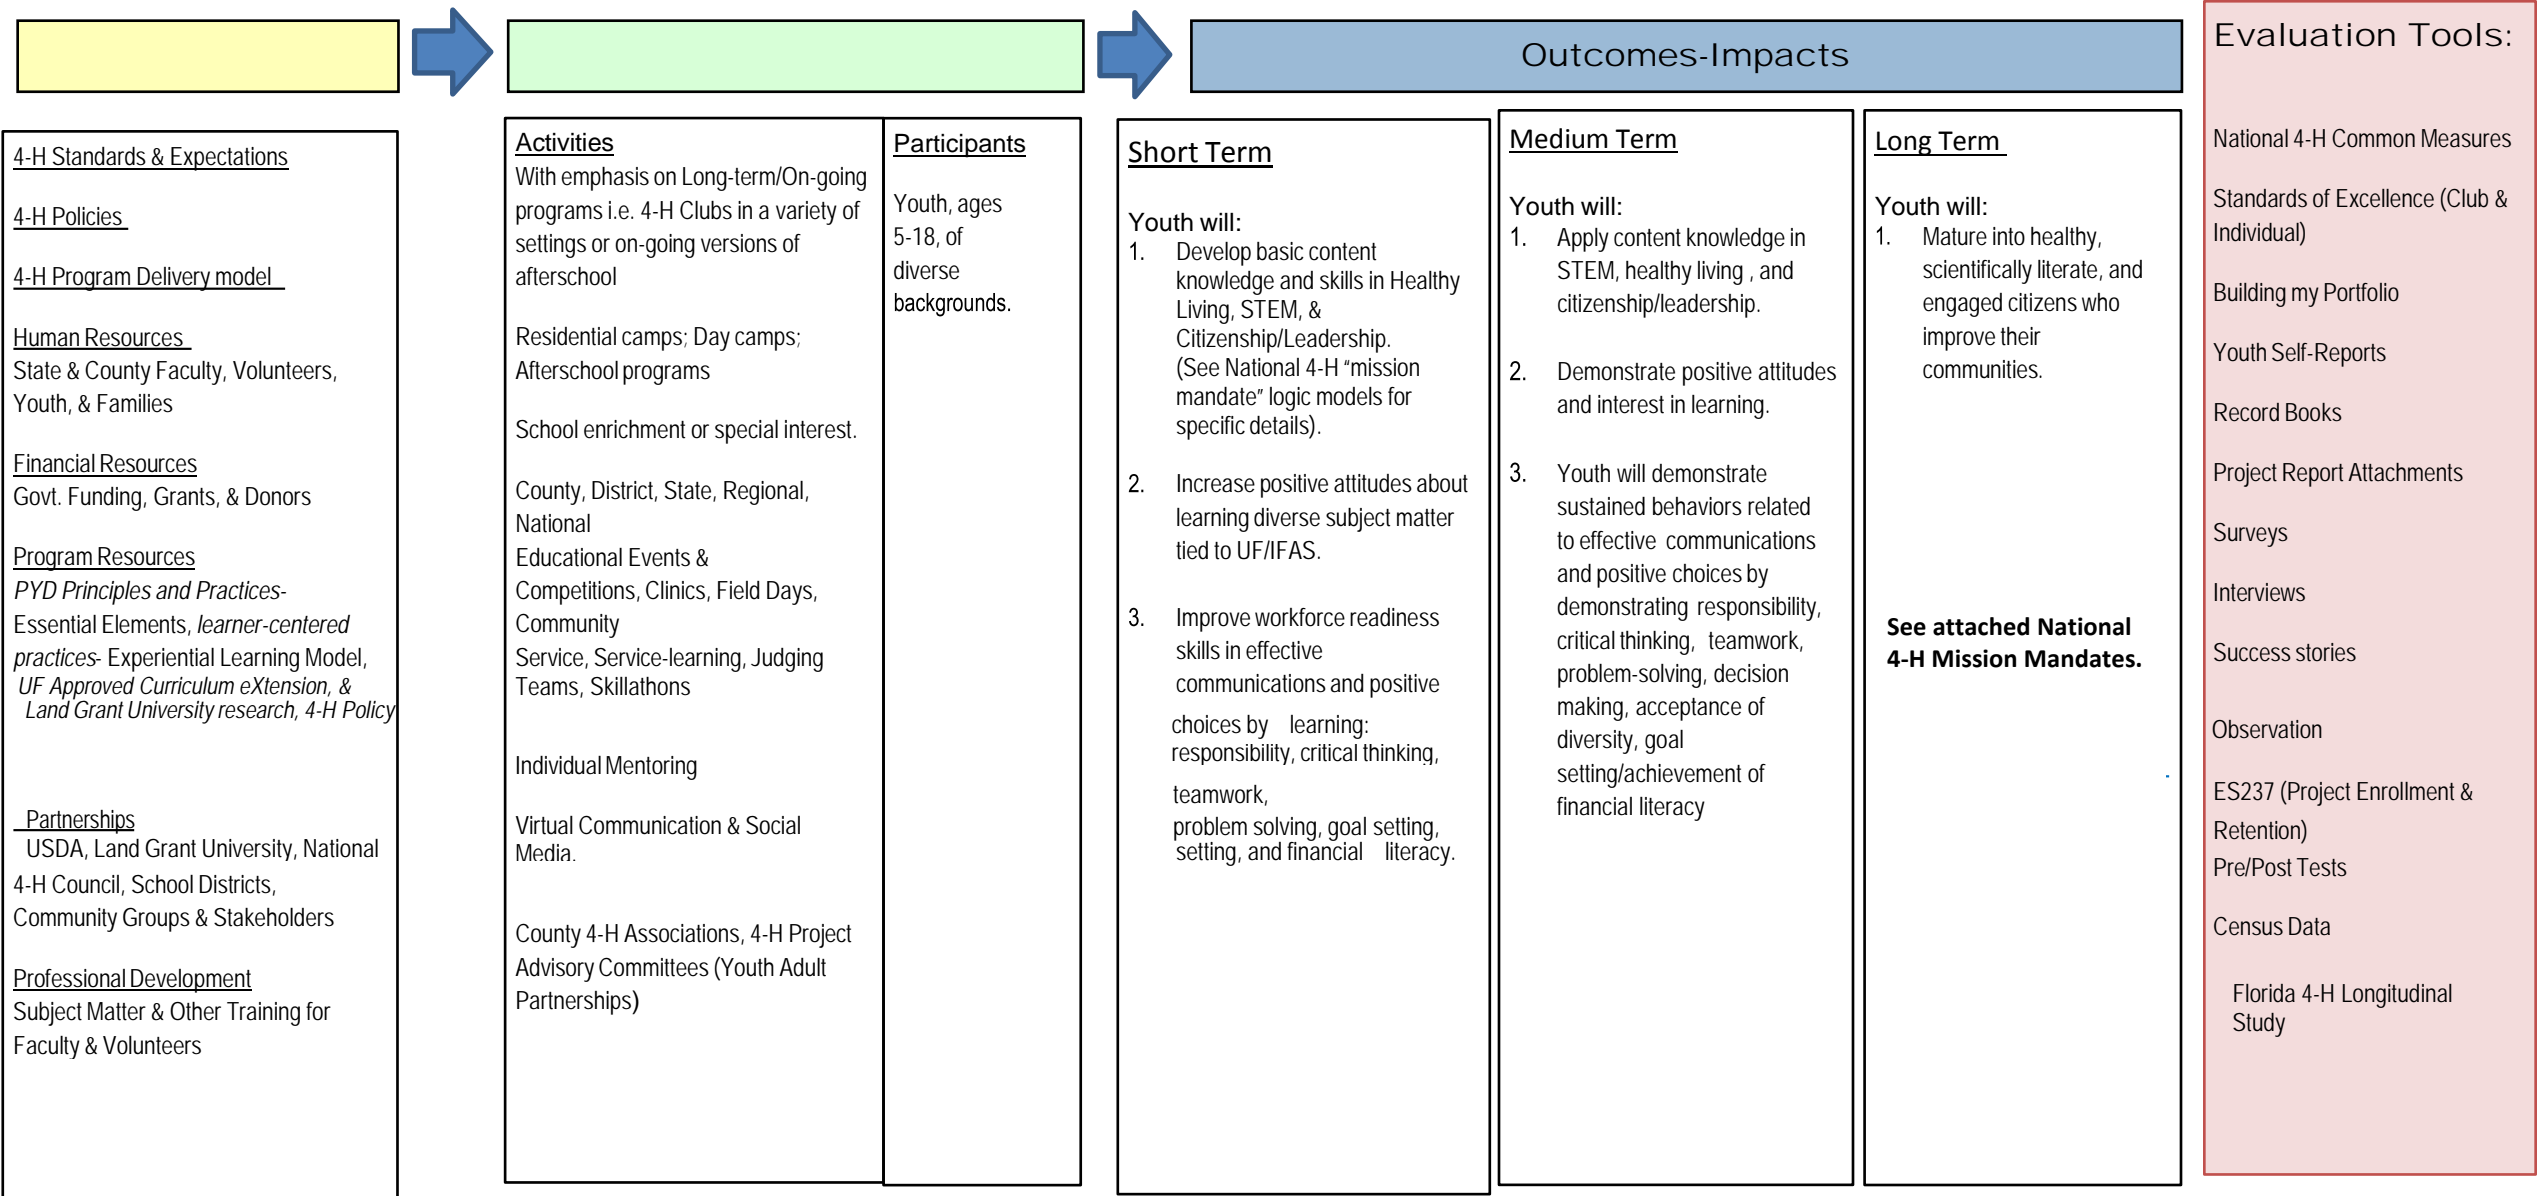 Outcomes-Impacts
4-H Standards & Expectations
4-H Policies
4-H Program Delivery model
Human Resources
State & County Faculty, Volunteers,
Youth, & Families
Financial Resources
Govt. Funding, Grants, & Donors
Program Resources
PYD Principles and Practices-
Essential Elements, learner-centered
practices- Experiential Learning Model,
UF Approved Curriculum eXtension, &
Land Grant University research, 4-H Policy
Partnerships
USDA, Land Grant University, National
4-H Council, School Districts,
Community Groups & Stakeholders
Professional Development
Subject Matter & Other Training for
Faculty & Volunteers
Activities
With emphasis on Long-term/On-going
programs i.e. 4-H Clubs in a variety of
settings or on-going versions of
afterschool
Residential camps; Day camps;
Afterschool programs
School enrichment or special interest.
County, District, State, Regional,
National
Educational Events &
Competitions, Clinics, Field Days,
Community
Service, Service-learning, Judging
Teams, Skillathons
Individual Mentoring
Virtual Communication & Social
Media.
County 4-H Associations, 4-H Project
Advisory Committees (Youth Adult
Partnerships)
Participants
Youth, ages
5-18, of
diverse
backgrounds.
Short Term
Youth will:
1. Develop basic content
knowledge and skills in Healthy
Living, STEM, &
Citizenship/Leadership.
(See National 4-H “mission
mandate” logic models for
specific details).
2. Increase positive attitudes about
learning diverse subject matter
tied to UF/IFAS.
3. Improve workforce readiness
skills in effective
communications and positive
choices by learning:
responsibility, critical thinking,
teamwork,
problem solving, goal setting,
setting, and financial literacy.
Medium Term
Youth will:
1. Apply content knowledge in
STEM, healthy living , and
citizenship/leadership.
2. Demonstrate positive attitudes
and interest in learning.
3. Youth will demonstrate
sustained behaviors related
to effective communications
and positive choices by
demonstrating responsibility,
critical thinking, teamwork,
problem-solving, decision
making, acceptance of
diversity, goal
setting/achievement of
financial literacy
Long Term
Youth will:
1. Mature into healthy,
scientifically literate, and
engaged citizens who
improve their
communities.
See attached National
4-H Mission Mandates.
Evaluation Tools:
National 4-H Common Measures
Standards of Excellence (Club &
Individual)
Building my Portfolio
Youth Self-Reports
Record Books
Project Report Attachments
Surveys
Interviews
Success stories
Observation
ES237 (Project Enrollment &
Retention)
Pre/Post Tests
Census Data
Florida 4-H Longitudinal
Study